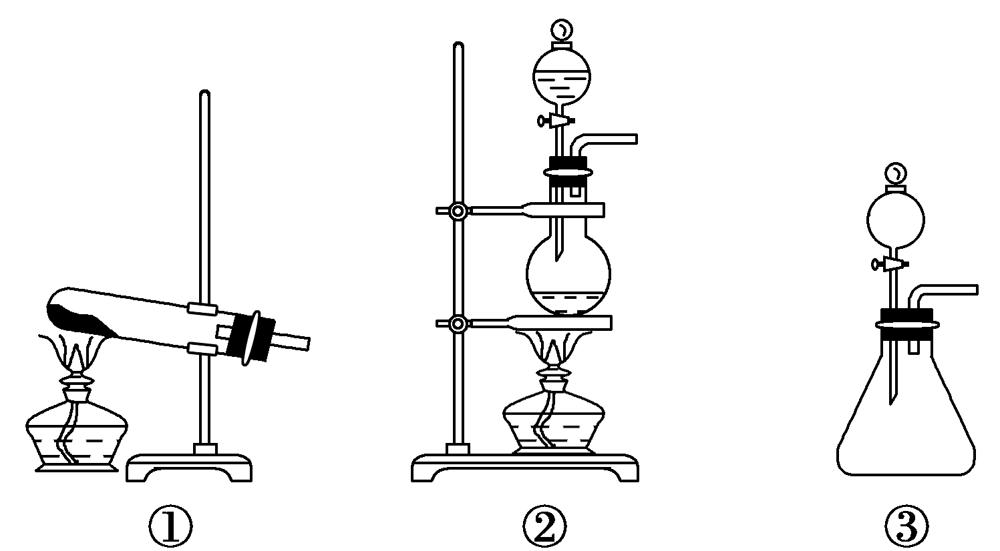 ① ② ③